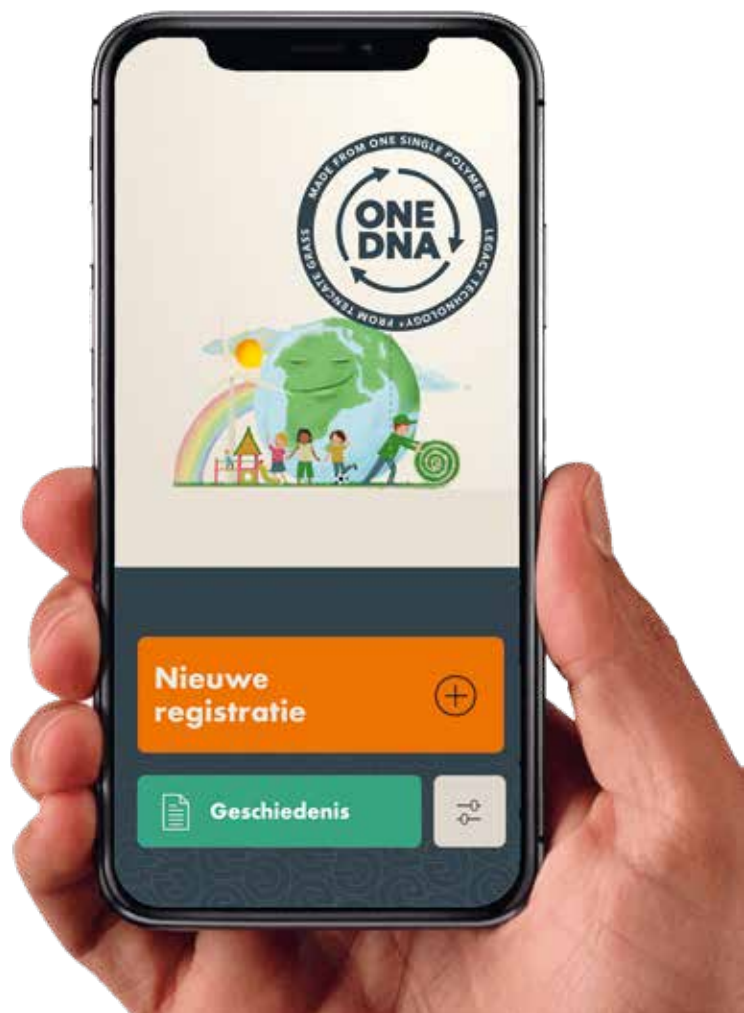 MADE FROM ONE SINGLE POLYMER
LEGACY TECHNOLOGY+ FROM TENCATE GRASS
ONE
DNA
Nieuwe
registratie
Geschiedenis